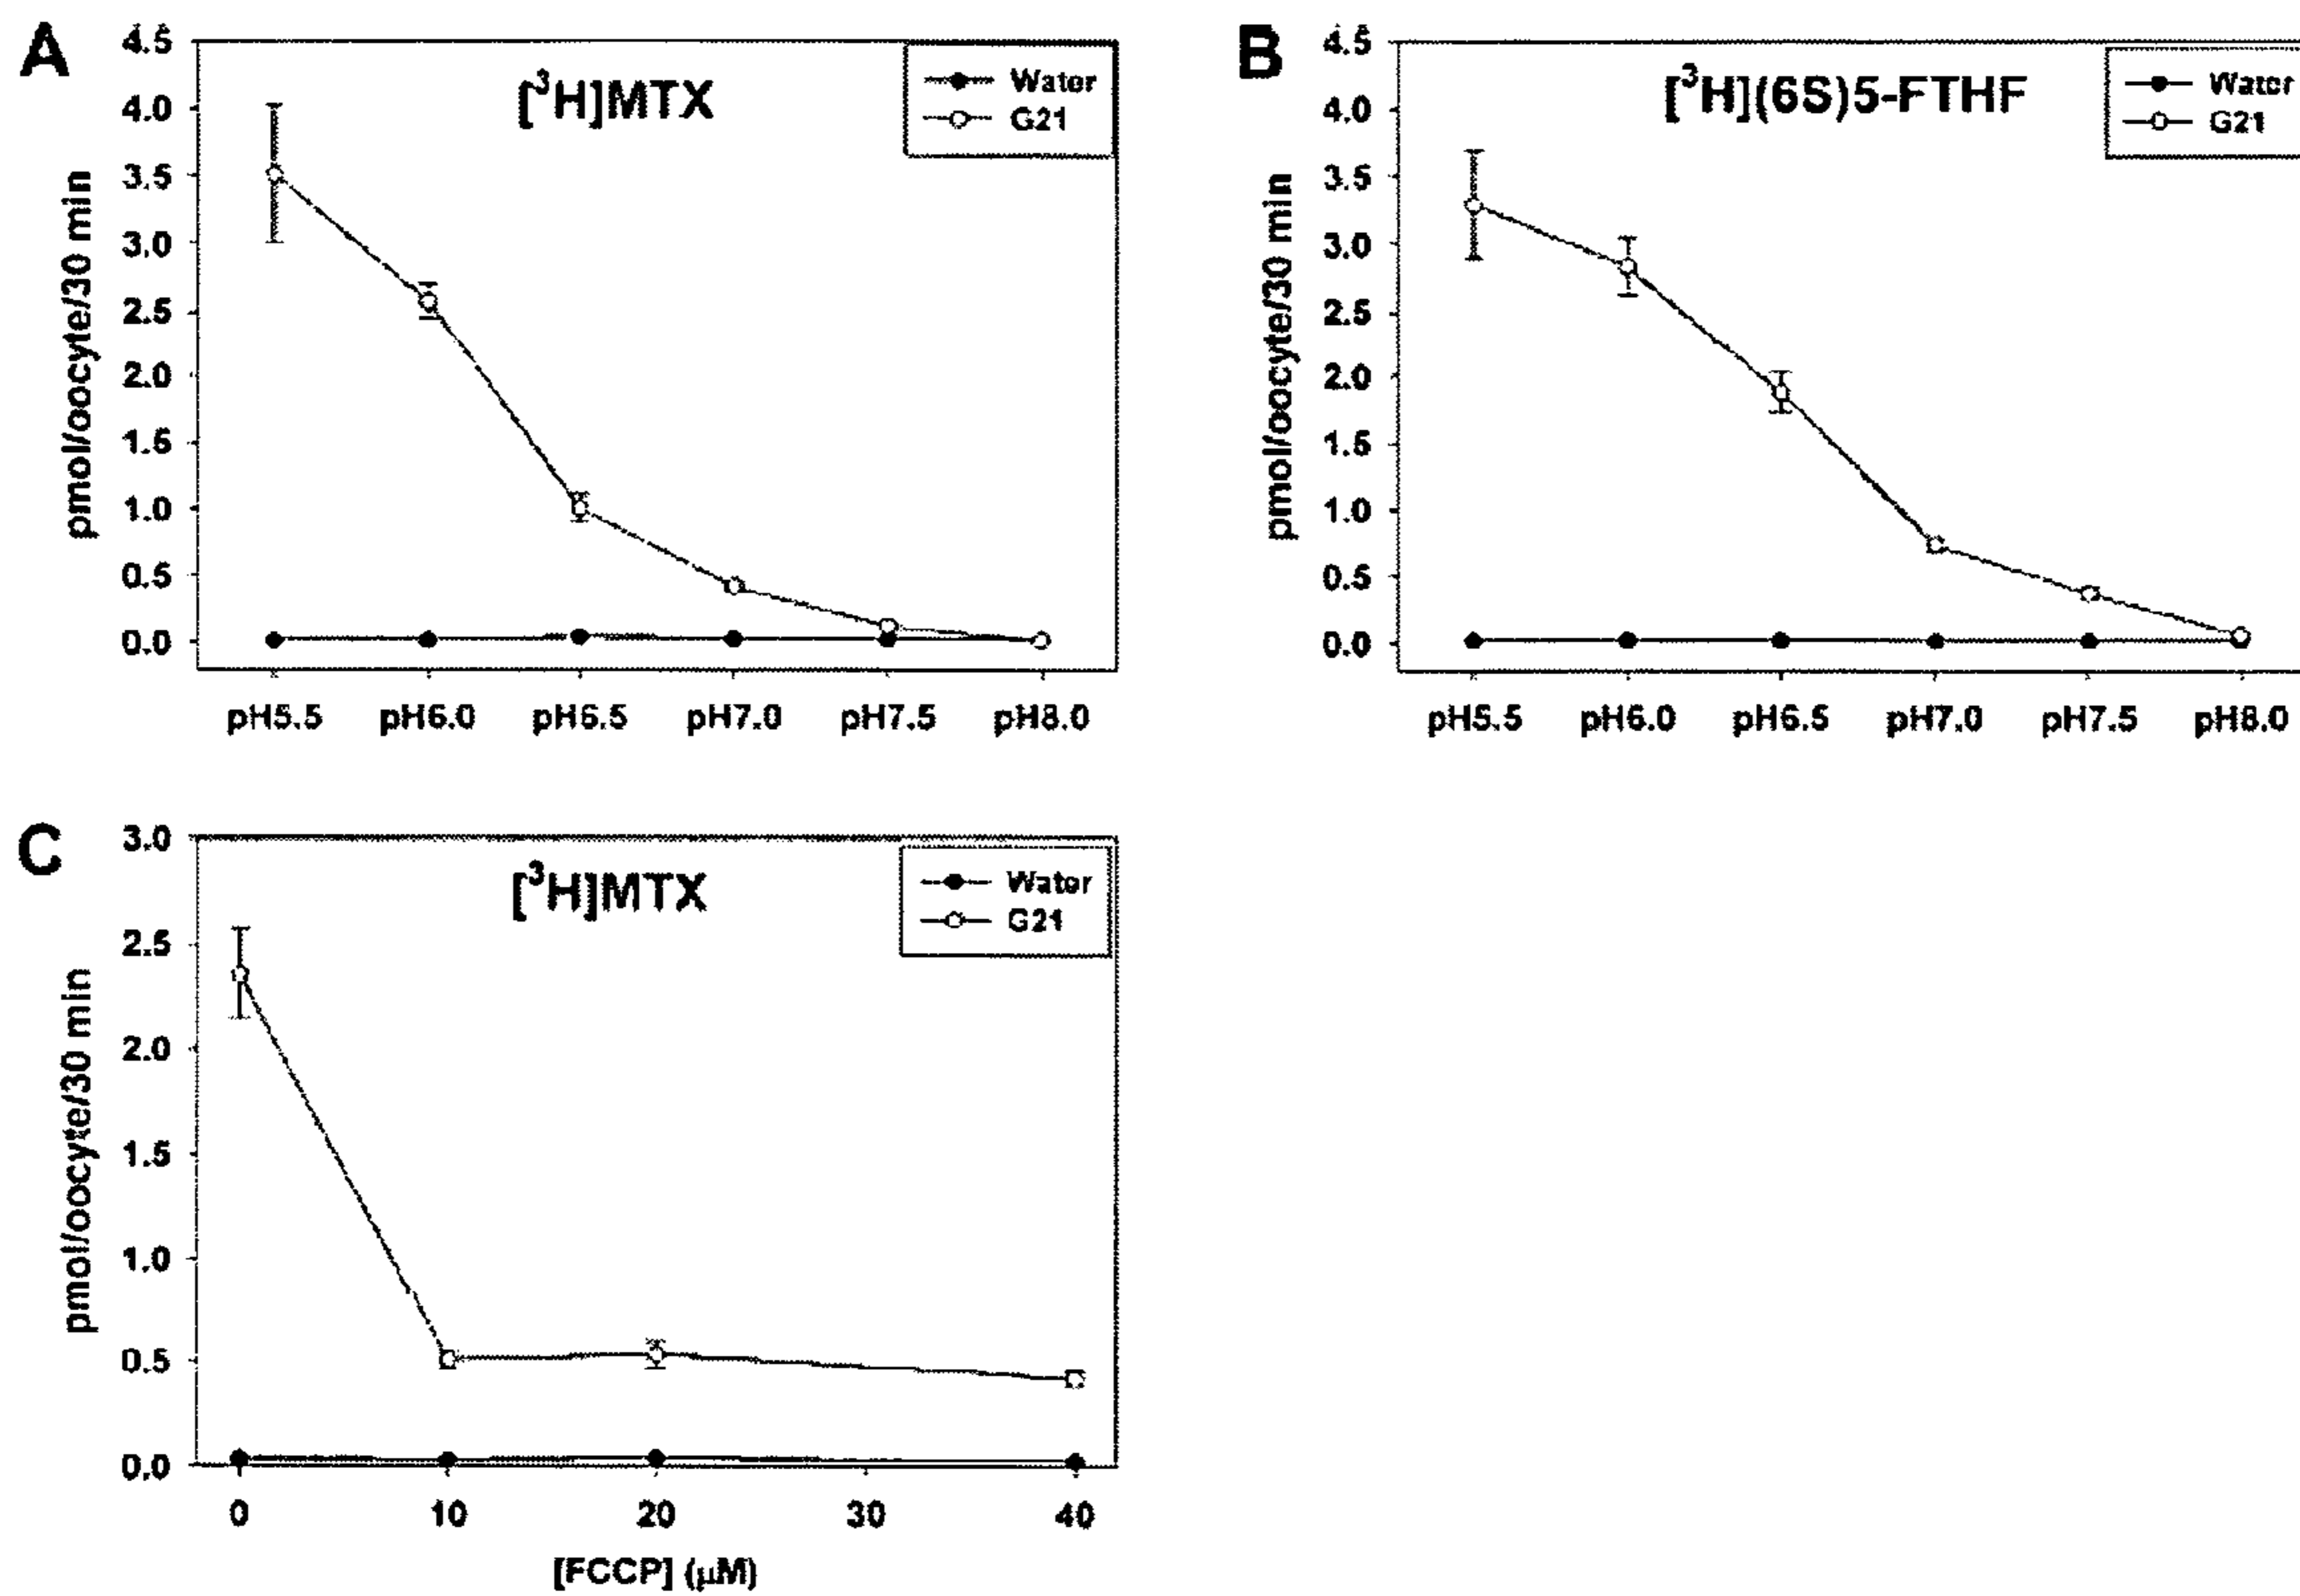 A
[³H]MTX
Water
G21
pmol/oocyte/30 min
4.5
4.0
3.5
3.0
2.5
2.0
1.5
1.0
0.5
0.0
pH5.5 pH6.0 pH6.5 pH7.0 pH7.5 pH8.0
B
[³H](6S)5-FTHF
Water
G21
pmol/oocyte/30 min
4.5
4.0
3.5
3.0
2.5
2.0
1.5
1.0
0.5
0.0
pH5.5 pH6.0 pH6.5 pH7.0 pH7.5 pH8.0
C
[³H]MTX
Water
G21
pmol/oocyte/30 min
3.0
2.5
2.0
1.5
1.0
0.5
0.0
0 10 20 30 40
[FCCP] (μM)